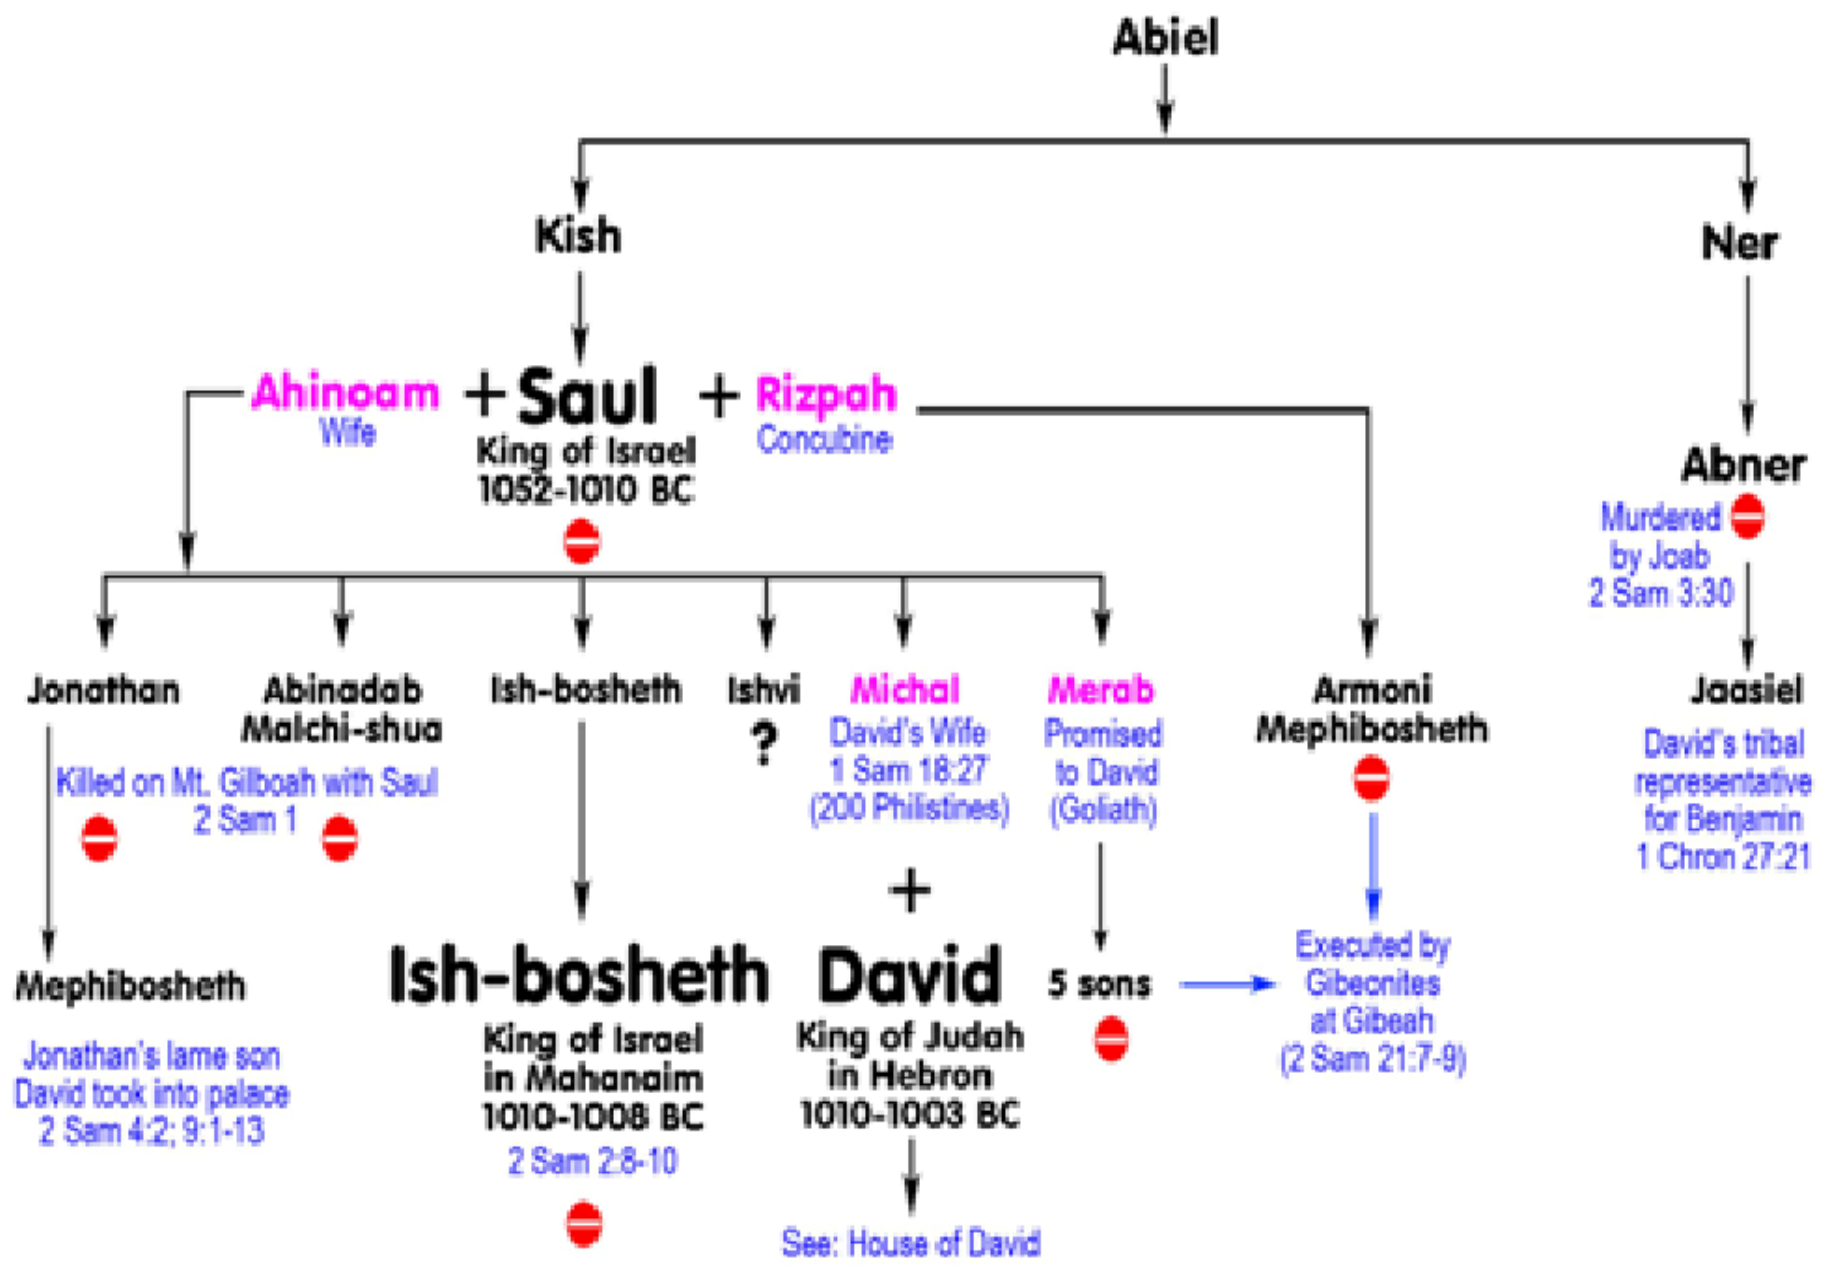 Abiel
Kish
Ner
Ahinoam + Saul + Rizpah
Wife
Concubine
King of Israel
1052-1010 BC
Abner
Murdered
by Joab
2 Sam 3:30
Jonathan
Abinadab
Malchi-shua
Killed on Mt. Gilboah with Saul
2 Sam 1
Ish-bosheth
Ishvi
?
Michal
David's Wife
1 Sam 18:27
(200 Philistines)
Merab
Promised
to David
(Goliath)
Armoni
Mephibosheth
Jaasiel
David's tribal
representative
for Benjamin
1 Chron 27:21
+
Mephibosheth
Jonathan's lame son
David took into palace
2 Sam 4:2; 9:1-13
Ish-bosheth
King of Israel
in Mahanaim
1010-1008 BC
2 Sam 2:8-10
David
King of Judah
in Hebron
1010-1003 BC
See: House of David
5 sons
Executed by
Gibeonites
at Gibeah
(2 Sam 21:7-9)